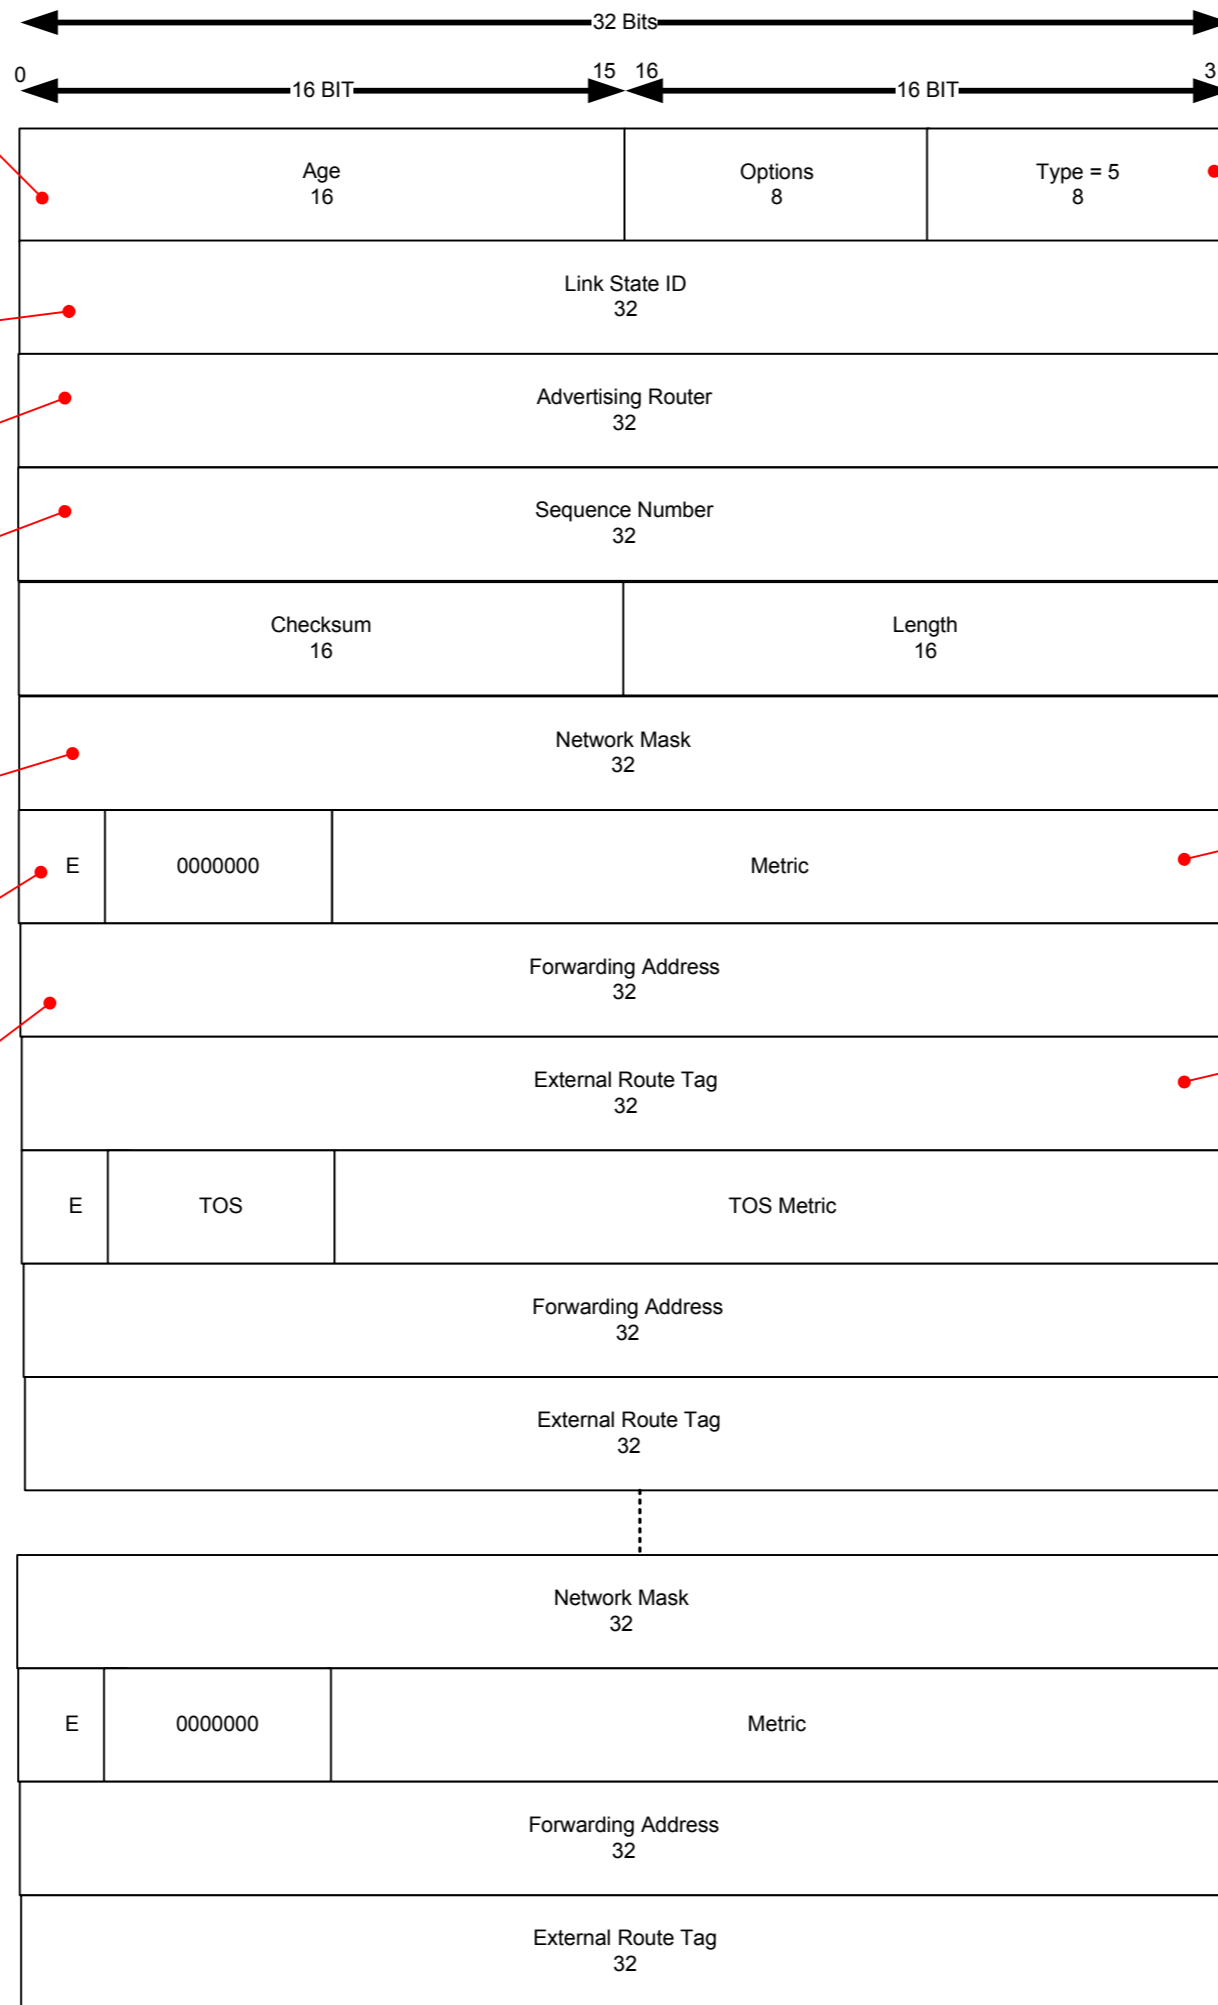 32 Bits
0 15 16 3
16 BIT 16 BIT
Age Options Type = 5
16 8 8
Link State ID
32
Advertising Router
32
Sequence Number
32
Checksum Length
16 16
Network Mask
32
E 0000000 Metric
Forwarding Address
32
External Route Tag
32
E TOS TOS Metric
Forwarding Address
32
External Route Tag
32
Network Mask
32
E 0000000 Metric
Forwarding Address
32
External Route Tag
32